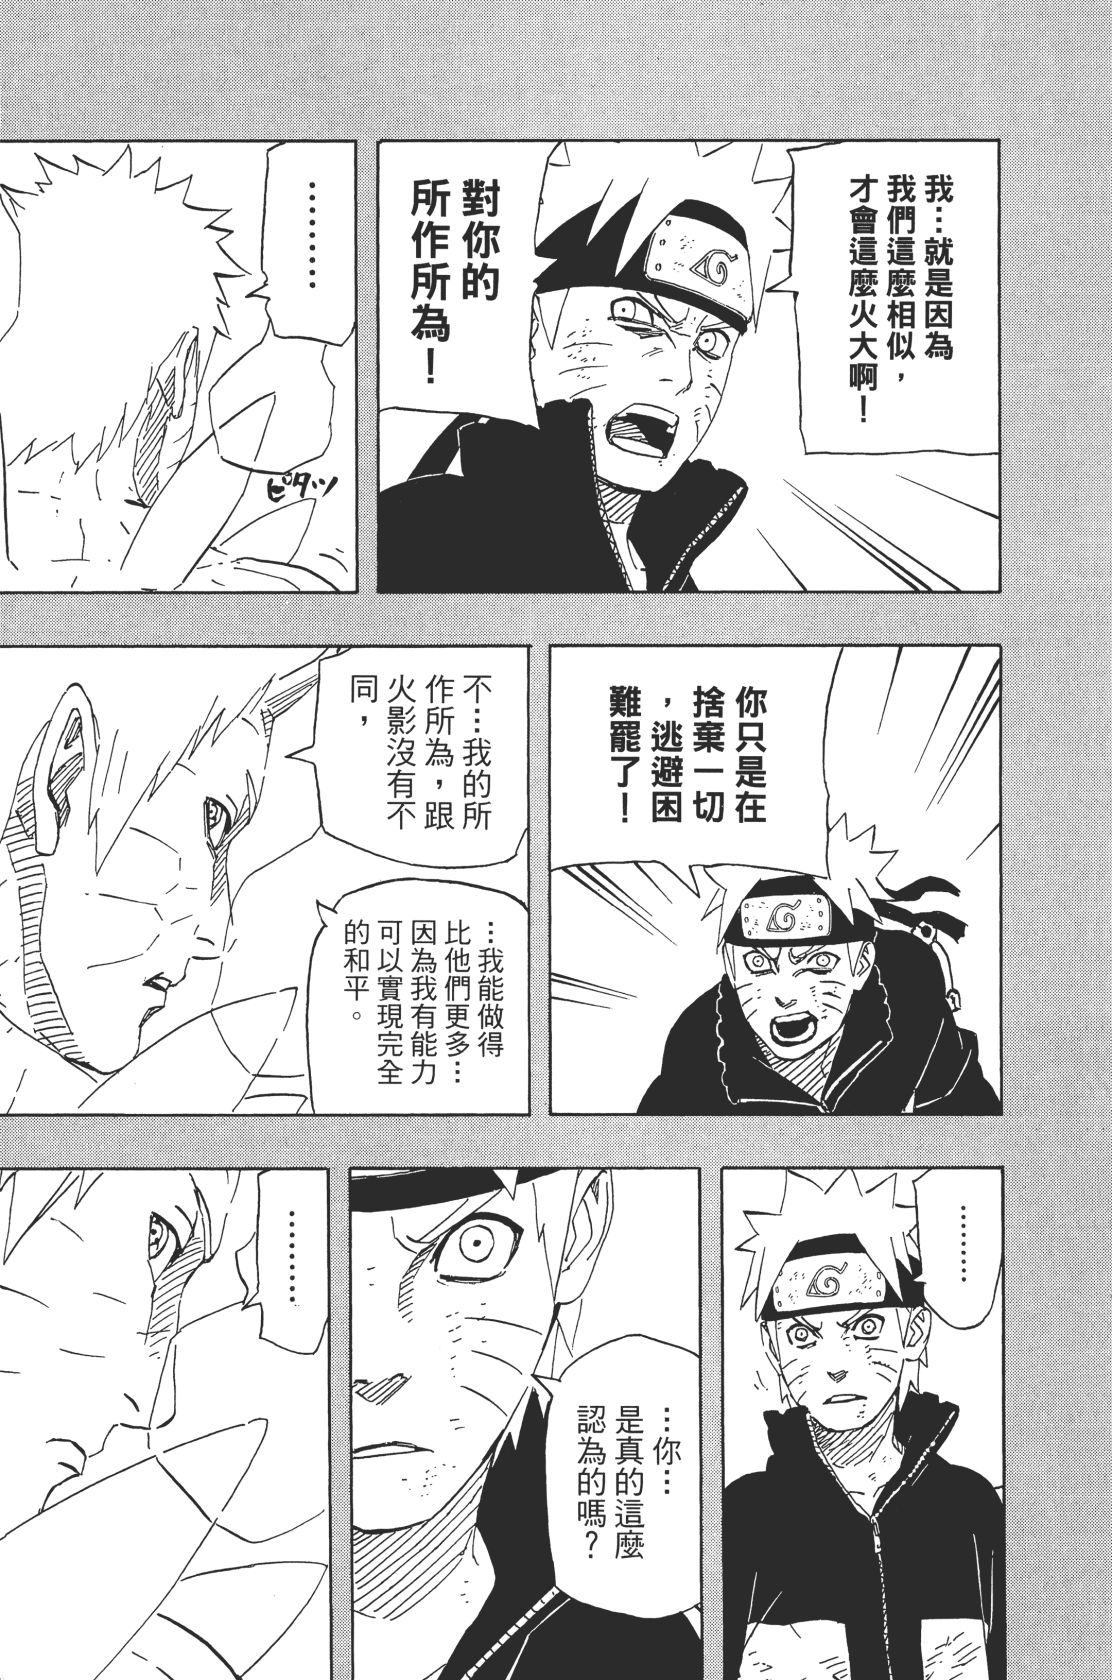 我…就是因為
我們這麼相似，
才會這麼火大啊！
對你的
所作所為！
………
ピタッ
你只是在
捨棄一切
，逃避困
難罷了！
不…我的所
作所為，跟
火影沒有不
同，
…我能做得
比他們更多…
因為我有能力
可以實現完全
的和平。
………
…你…
是真的這麼
認為的嗎？
………